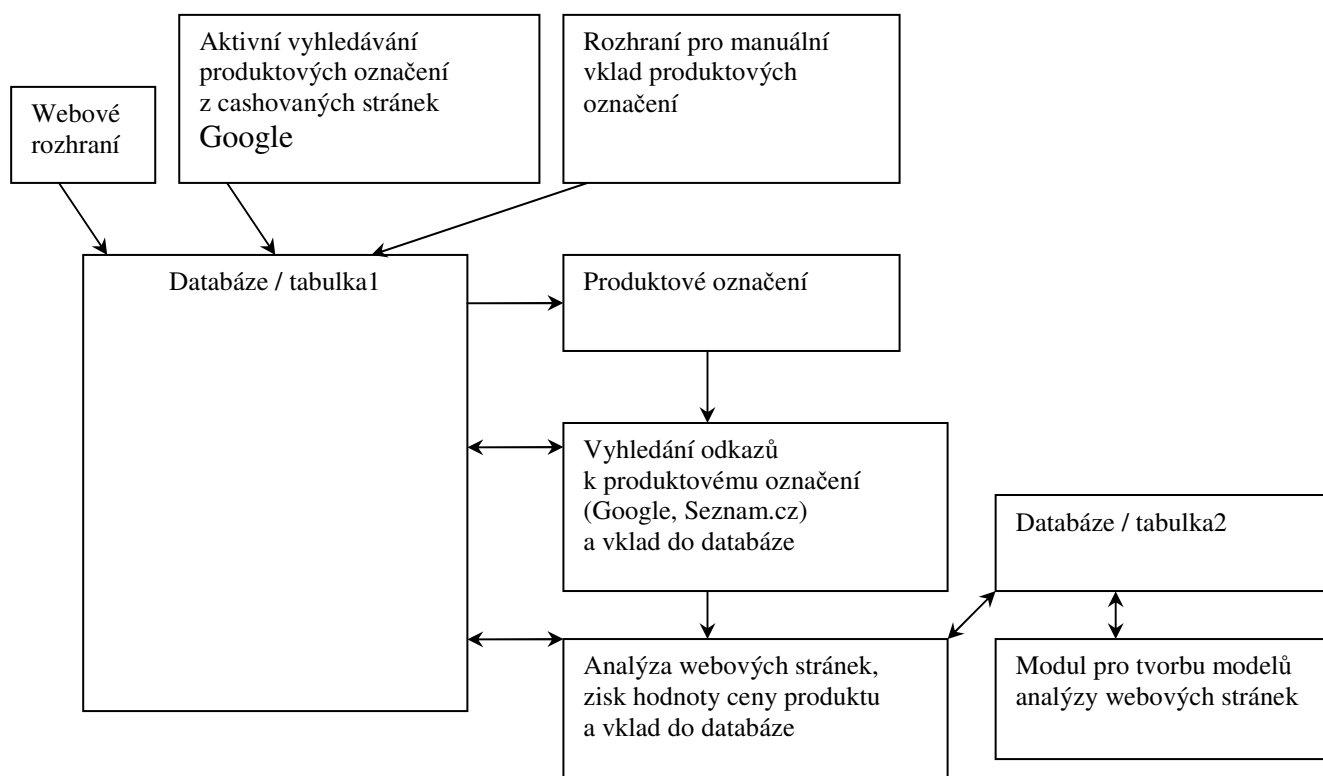 Aktivní vyhledávání
produktových označení
z cashovaných stránek
Google
Rozhraní pro manuální
vklad produktových
označení
Webové
rozhraní
Databáze / tabulka1
Produktové označení
Vyhledání odkazů
k produktovému označení
(Google, Seznam.cz)
a vklad do databáze
Databáze / tabulka2
Analýza webových stránek,
zisk hodnoty ceny produktu
a vklad do databáze
Modul pro tvorbu modelů
analýzy webových stránek